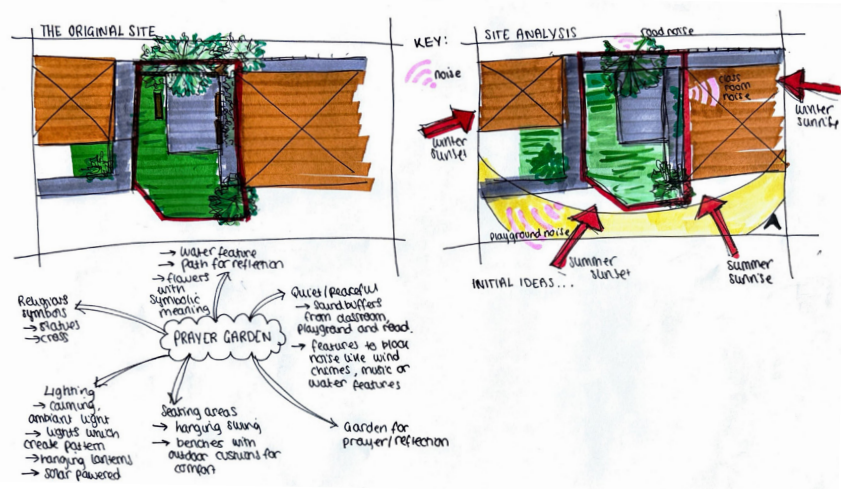 THE ORIGINAL SITE
KEY:
noise
SITE ANALYSIS
road noise
class
room
noise
winter
sunrise
winter
sunset
playground noise
summer
sunset
summer
sunrise
A
INITIAL IDEAS...
→ water feature
→ path for reflection
→ flowers
with
symbolic
meaning
Religious
symbols
→ statues
→ cross
PRAYER GARDEN
Quiet/peaceful
→ sound buffers
from classroom,
playground and road.
→ features to block
noise like wind
chimes, music or
water features
Lighting
→ calming,
ambiant light
→ lights which
create pattern
→ hanging lanterns
→ solar powered
Seating areas
→ hanging swing
→ benches with
outdoor cushions for
comfort
Garden for
prayer/reflection